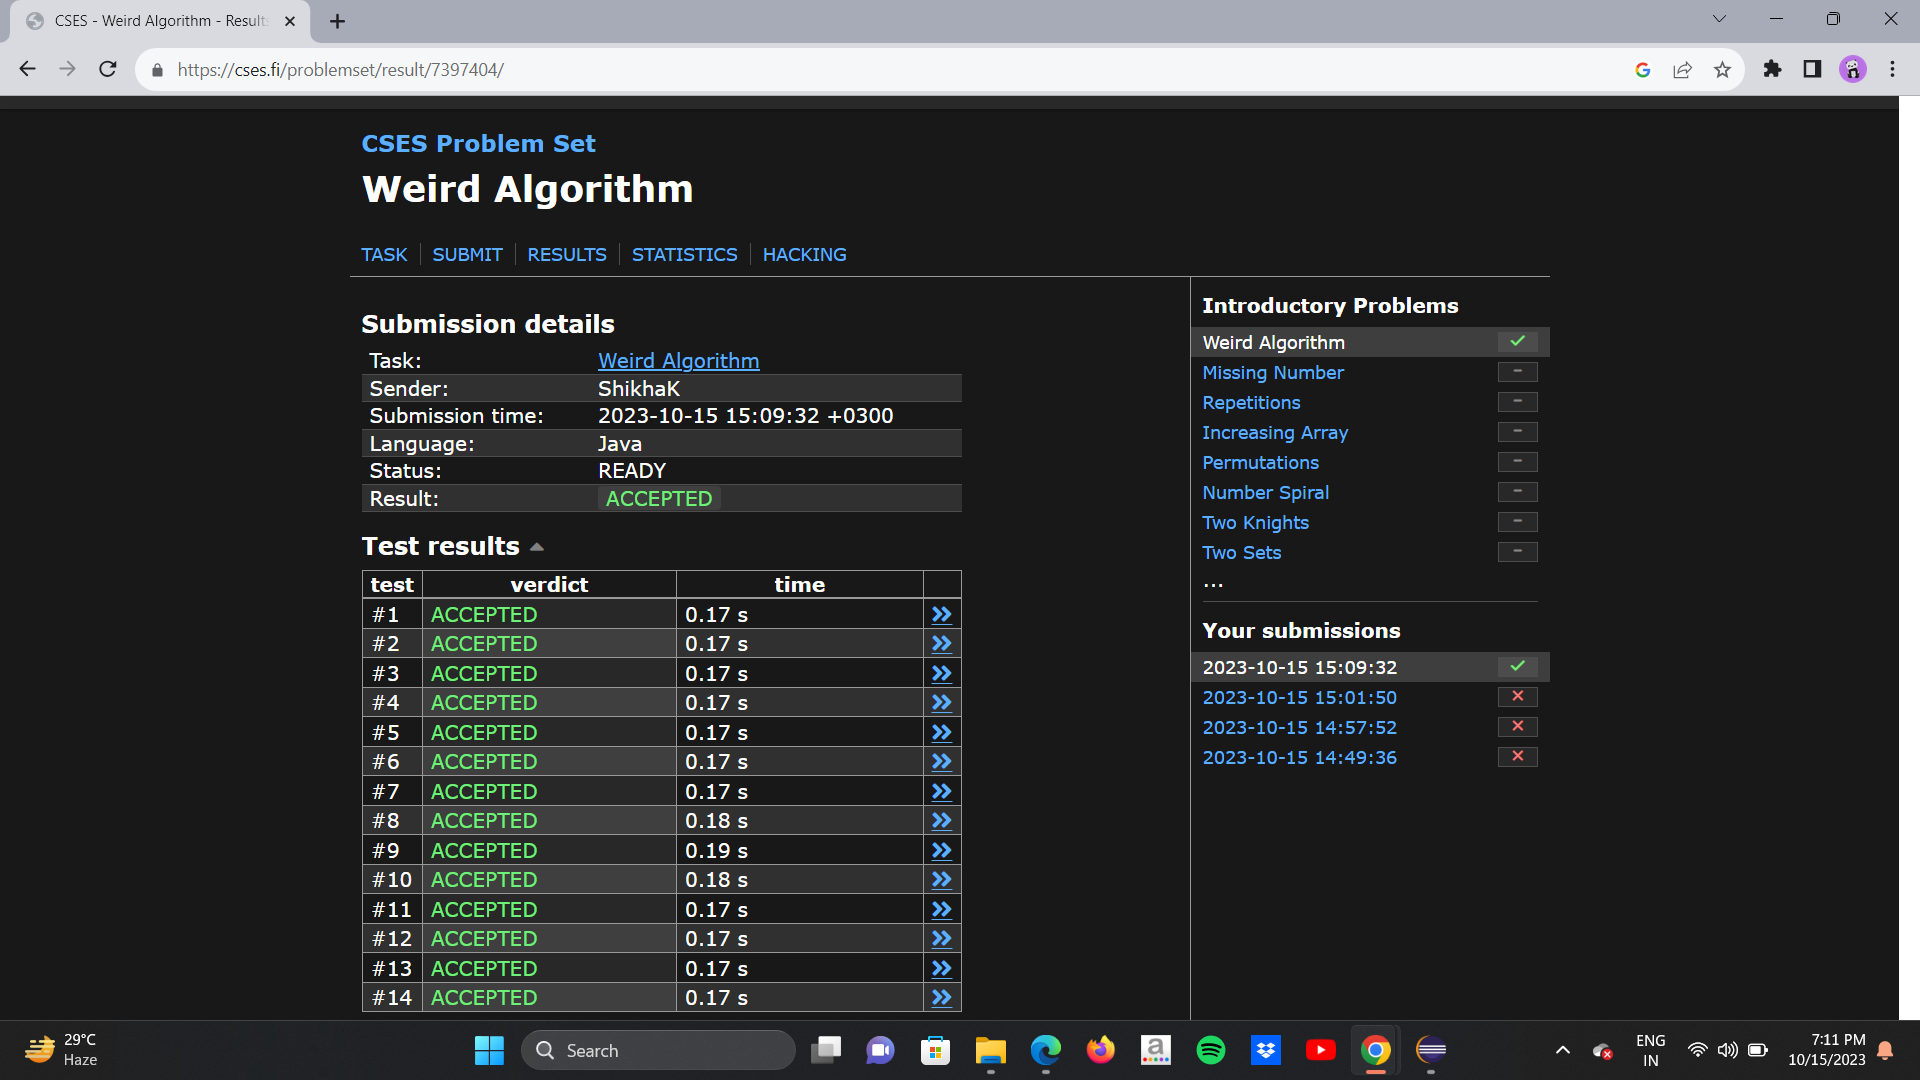 CSES - Weird Algorithm - Results
https://cses.fi/problemset/result/7397404/
CSES Problem Set
Weird Algorithm
TASK SUBMIT RESULTS STATISTICS HACKING
Submission details
Task: Weird Algorithm
Sender: ShikhaK
Submission time: 2023-10-15 15:09:32 +0300
Language: Java
Status: READY
Result: ACCEPTED
Test results
test verdict time
#1 ACCEPTED 0.17 s
#2 ACCEPTED 0.17 s
#3 ACCEPTED 0.17 s
#4 ACCEPTED 0.17 s
#5 ACCEPTED 0.17 s
#6 ACCEPTED 0.17 s
#7 ACCEPTED 0.17 s
#8 ACCEPTED 0.18 s
#9 ACCEPTED 0.19 s
#10 ACCEPTED 0.18 s
#11 ACCEPTED 0.17 s
#12 ACCEPTED 0.17 s
#13 ACCEPTED 0.17 s
#14 ACCEPTED 0.17 s
Introductory Problems
Weird Algorithm
Missing Number
Repetitions
Increasing Array
Permutations
Number Spiral
Two Knights
Two Sets
...
Your submissions
2023-10-15 15:09:32
2023-10-15 15:01:50
2023-10-15 14:57:52
2023-10-15 14:49:36
29°C
Haze
Search
ENG
IN
7:11 PM
10/15/2023